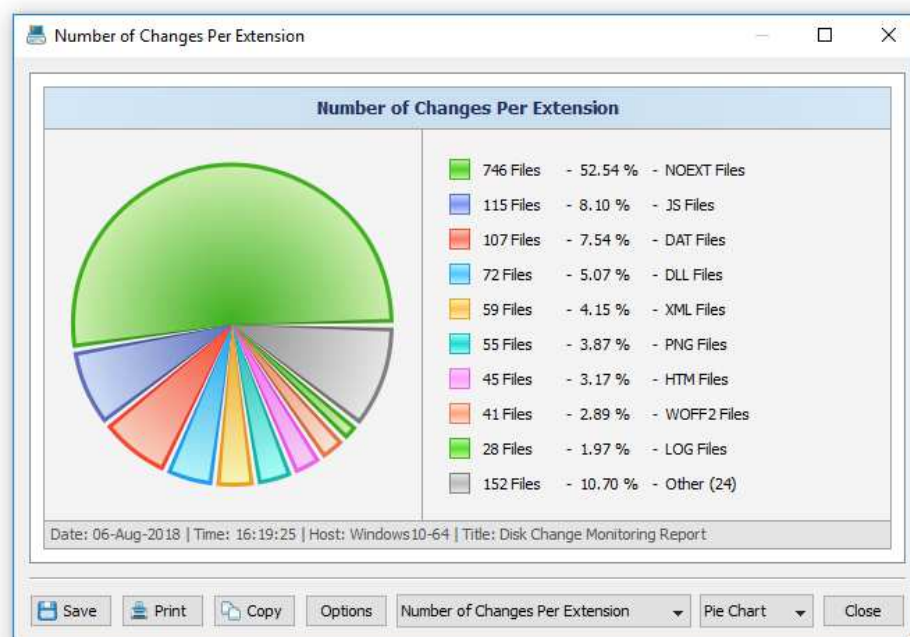 Number of Changes Per Extension
Number of Changes Per Extension
746 Files - 52.54 % - NOEXT Files
115 Files - 8.10 % - JS Files
107 Files - 7.54 % - DAT Files
72 Files - 5.07 % - DLL Files
59 Files - 4.15 % - XML Files
55 Files - 3.87 % - PNG Files
45 Files - 3.17 % - HTM Files
41 Files - 2.89 % - WOFF2 Files
28 Files - 1.97 % - LOG Files
152 Files - 10.70 % - Other (24)
Date: 06-Aug-2018 | Time: 16:19:25 | Host: Windows10-64 | Title: Disk Change Monitoring Report
Save Print Copy Options Number of Changes Per Extension Pie Chart Close